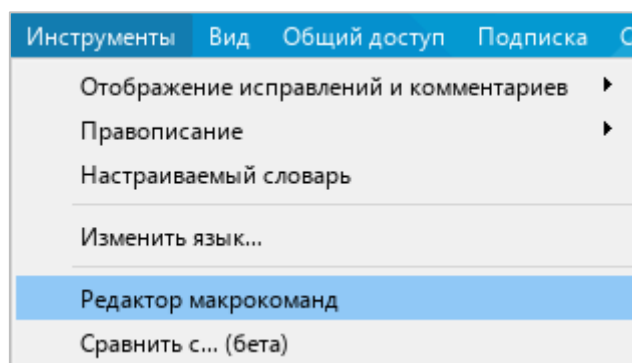 Инструменты Вид Общий доступ Подписка
Отображение исправлений и комментариев
Правописание
Настраиваемый словарь
Изменить язык...
Редактор макрокоманд
Сравнить с... (бета)